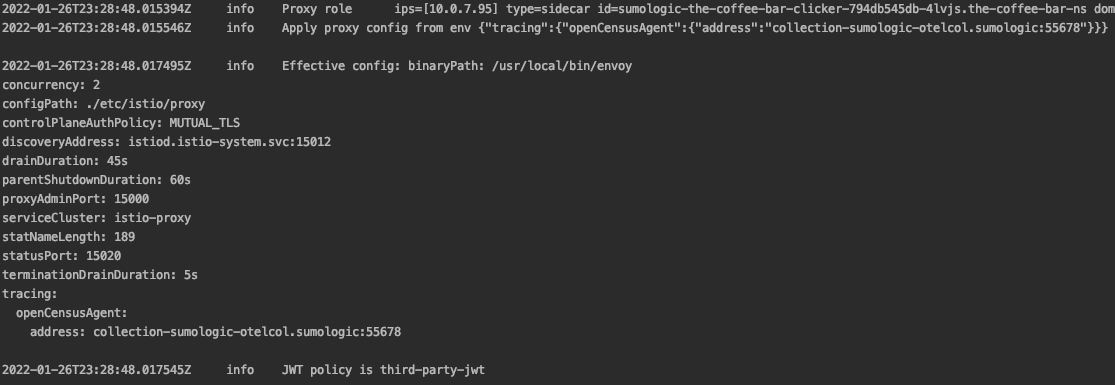 2022-01-26T23:28:48.015394Z info Proxy role ips=[10.0.7.95] type=sidecar id=sumologic-the-coffee-bar-clicker-794db545db-4lvjs.the-coffee-bar-ns dom
2022-01-26T23:28:48.015546Z info Apply proxy config from env {"tracing":{"openCensusAgent":{"address":"collection-sumologic-otelcol.sumologic:55678"}}}
2022-01-26T23:28:48.017495Z info Effective config: binaryPath: /usr/local/bin/envoy
concurrency: 2
configPath: ./etc/istio/proxy
controlPlaneAuthPolicy: MUTUAL_TLS
discoveryAddress: istiod.istio-system.svc:15012
drainDuration: 45s
parentShutdownDuration: 60s
proxyAdminPort: 15000
serviceCluster: istio-proxy
statNameLength: 189
statusPort: 15020
terminationDrainDuration: 5s
tracing:
openCensusAgent:
address: collection-sumologic-otelcol.sumologic:55678
2022-01-26T23:28:48.017545Z info JWT policy is third-party-jwt